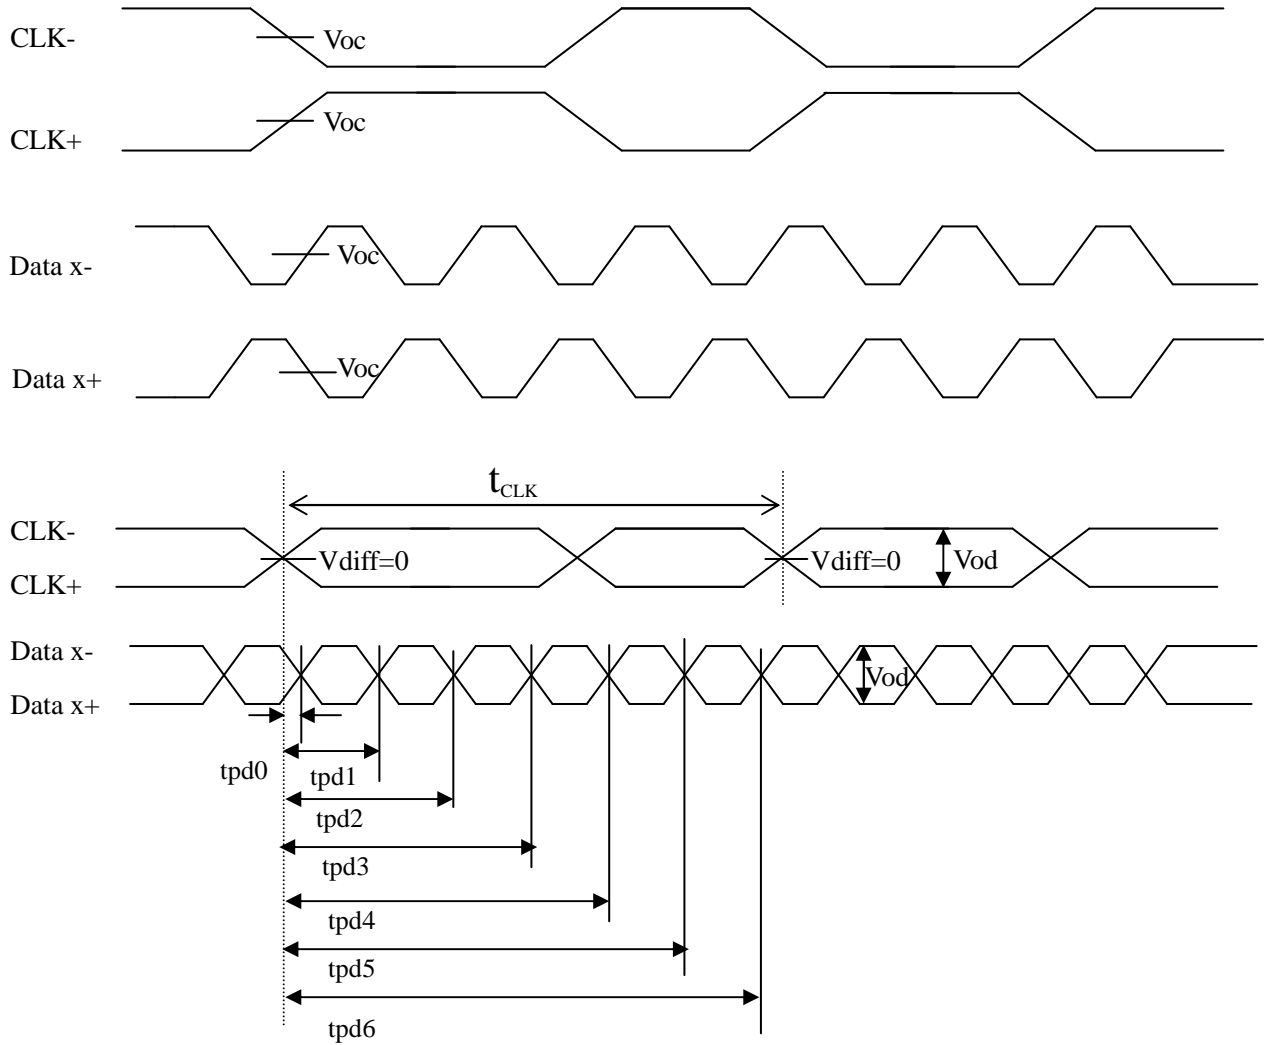 CLK-
Voc
CLK+
Voc
Data x-
Voc
Data x+
Voc
tCLK
CLK-
Vdiff=0
Vdiff=0
Vod
CLK+
Data x-
Vod
Data x+
tpd0
tpd1
tpd2
tpd3
tpd4
tpd5
tpd6